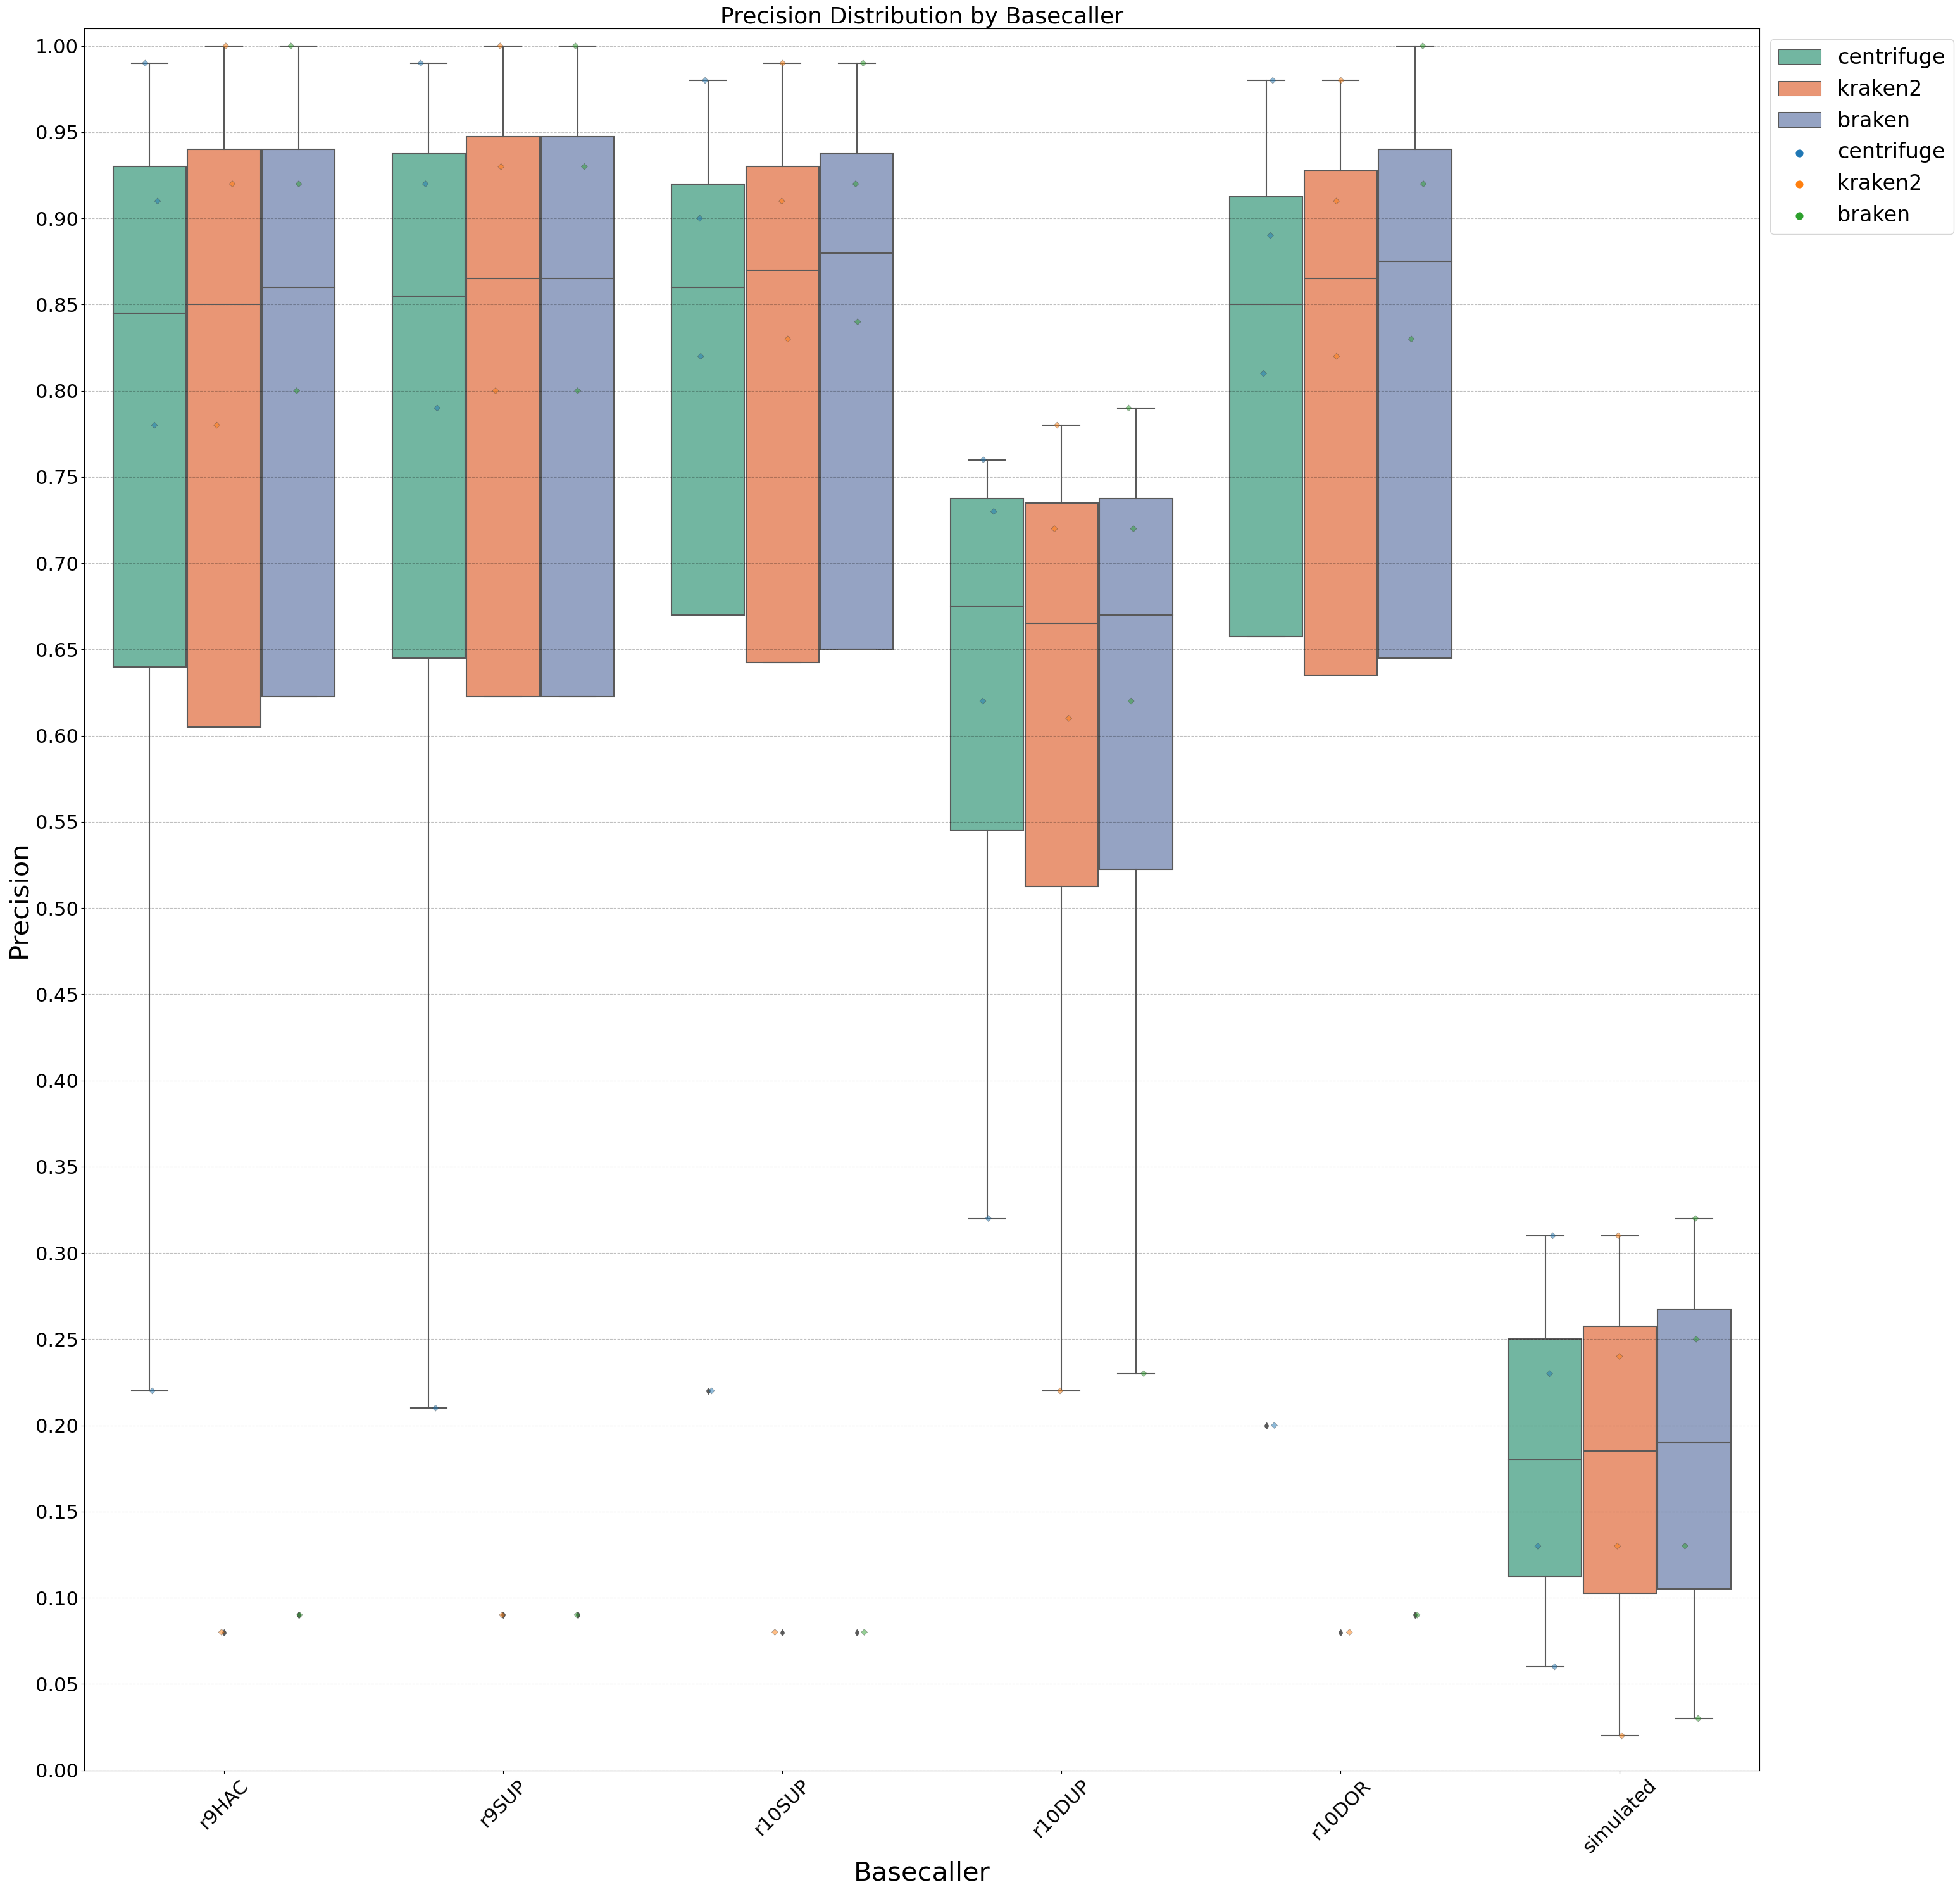 Precision Distribution by Basecaller
centrifuge
kraken2
braken
centrifuge
kraken2
braken
Precision
1.00
0.95
0.90
0.85
0.80
0.75
0.70
0.65
0.60
0.55
0.50
0.45
0.40
0.35
0.30
0.25
0.20
0.15
0.10
0.05
0.00
r9HAC
r9SUP
r10SUP
r10DUP
r10DOR
simulated
Basecaller